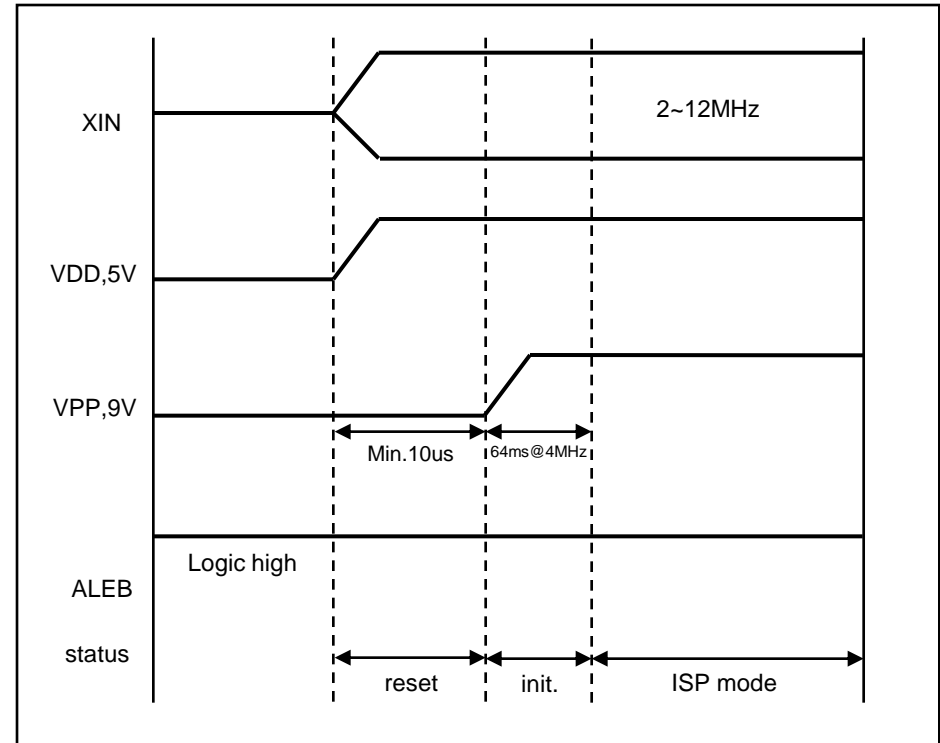 XIN
2~12MHz
VDD,5V
VPP,9V
Min.10us
64ms@4MHz
Logic high
ALEB
status
reset
init.
ISP mode